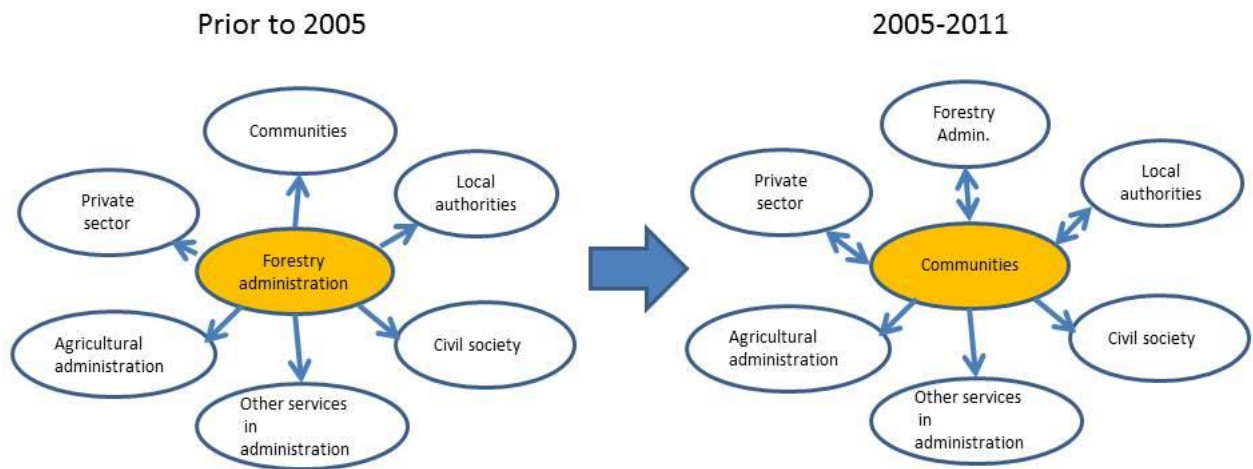 Prior to 2005
Communities
Private
sector
Local
authorities
Forestry
administration
Agricultural
administration
Civil society
Other services
in
administration
2005-2011
Forestry
Admin.
Private
sector
Local
authorities
Communities
Agricultural
administration
Civil society
Other services
in
administration